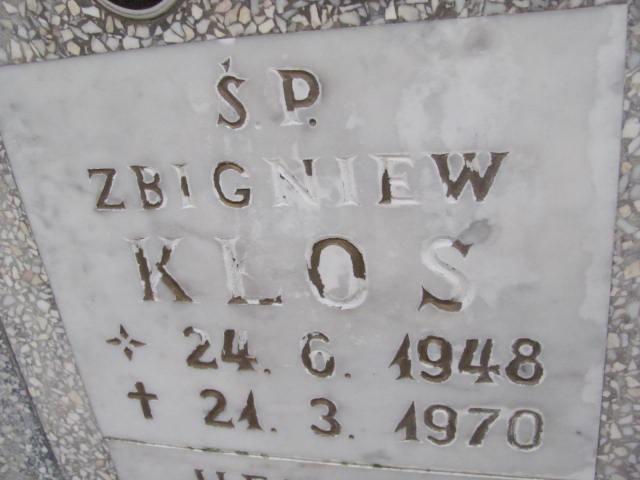 Ś.P.
ZBIGNIEW
KŁOS
24. 6. 1948
21. 3. 1970